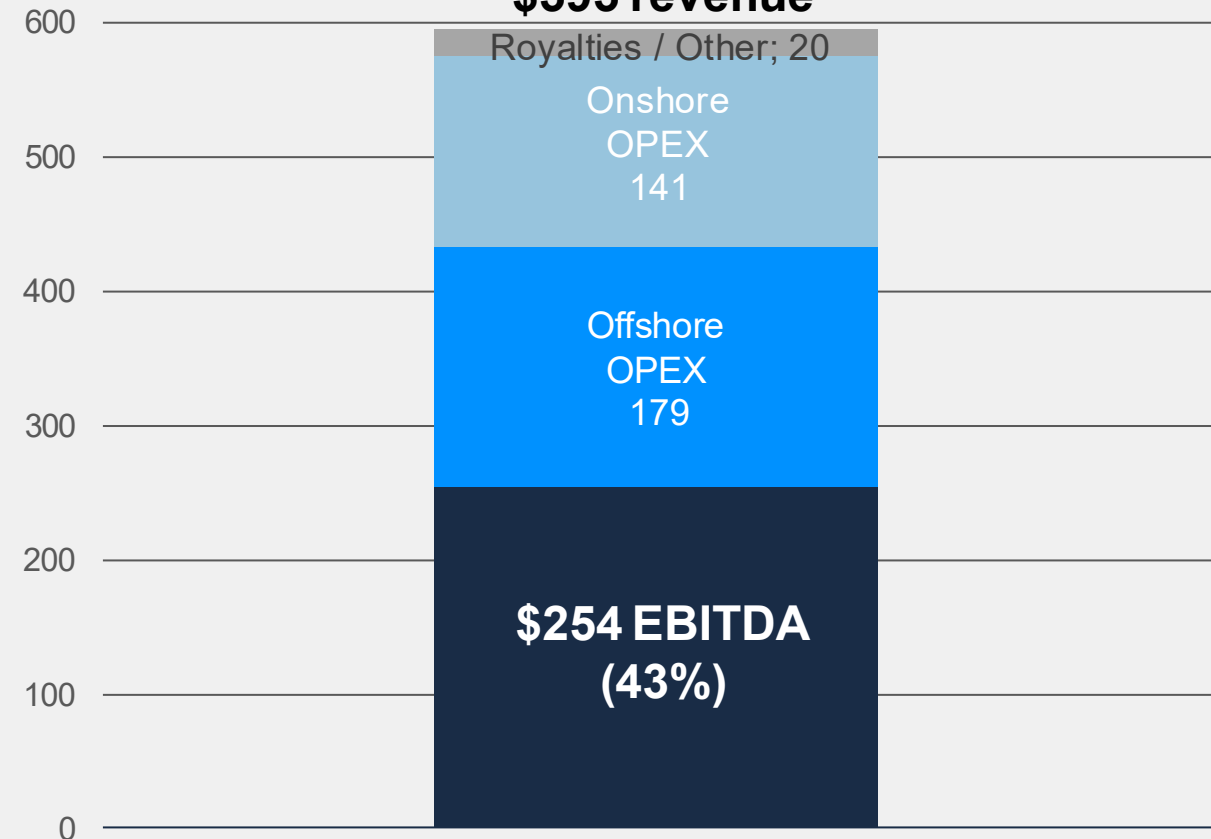 revenue
600
Royalties / Other; 20
Onshore
OPEX
141
500
400
Offshore
OPEX
179
300
200
$254 EBITDA
(43%)
100
0